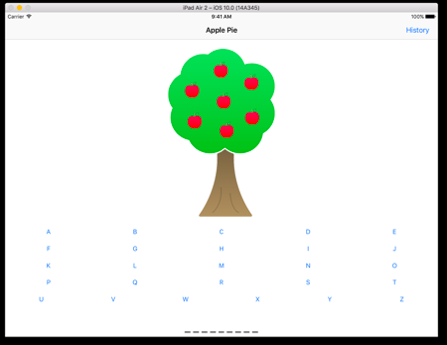 iPad Air 2 – iOS 10.0 (14A345)
Carrier 9:41 AM 100%
Apple Pie History
A B C D E
F G H I J
K L M N O
P Q R S T
U V W X Y Z
_ _ _ _ _ _ _ _ _